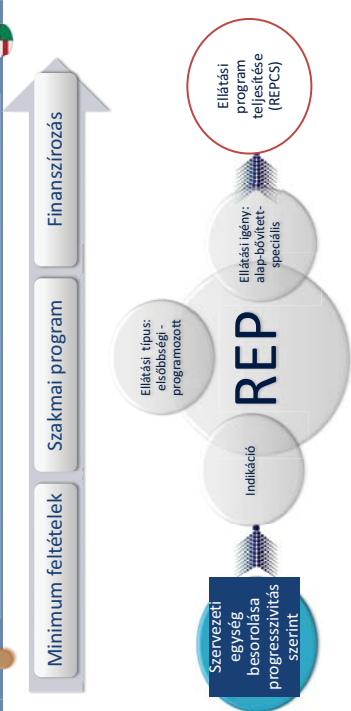 Minimum feltételek
Szakmai program
Finanszírozás
Szervezeti
egység
besorolása
progresszivitás
szerint
Indikáció
REP
Ellátási típus:
elsőbbségi -
programozott
Ellátási igény:
alap-bővített-
speciális
Ellátási
program
teljesítése
(REPCS)